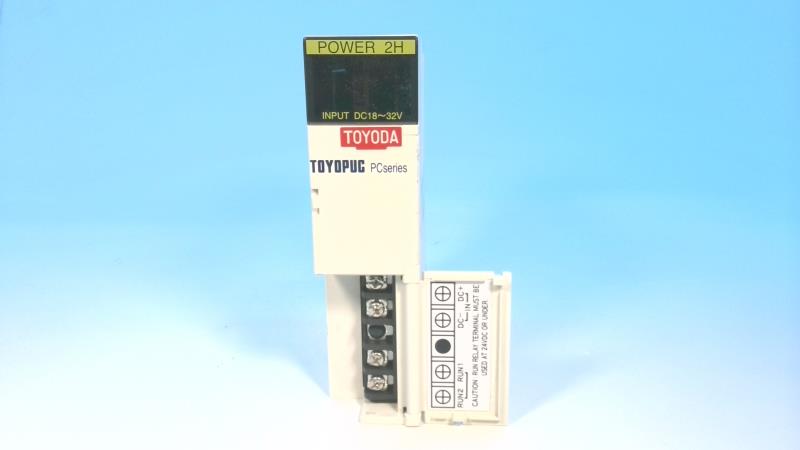 POWER 2H
INPUT DC18～32V
TOYODA
TOYOPUC PCseries
DC+
IN
DC−
RUN1
RUN2
CAUTION RUN RELAY TERMINAL MUST BE
USED AT 24VDC OR UNDER